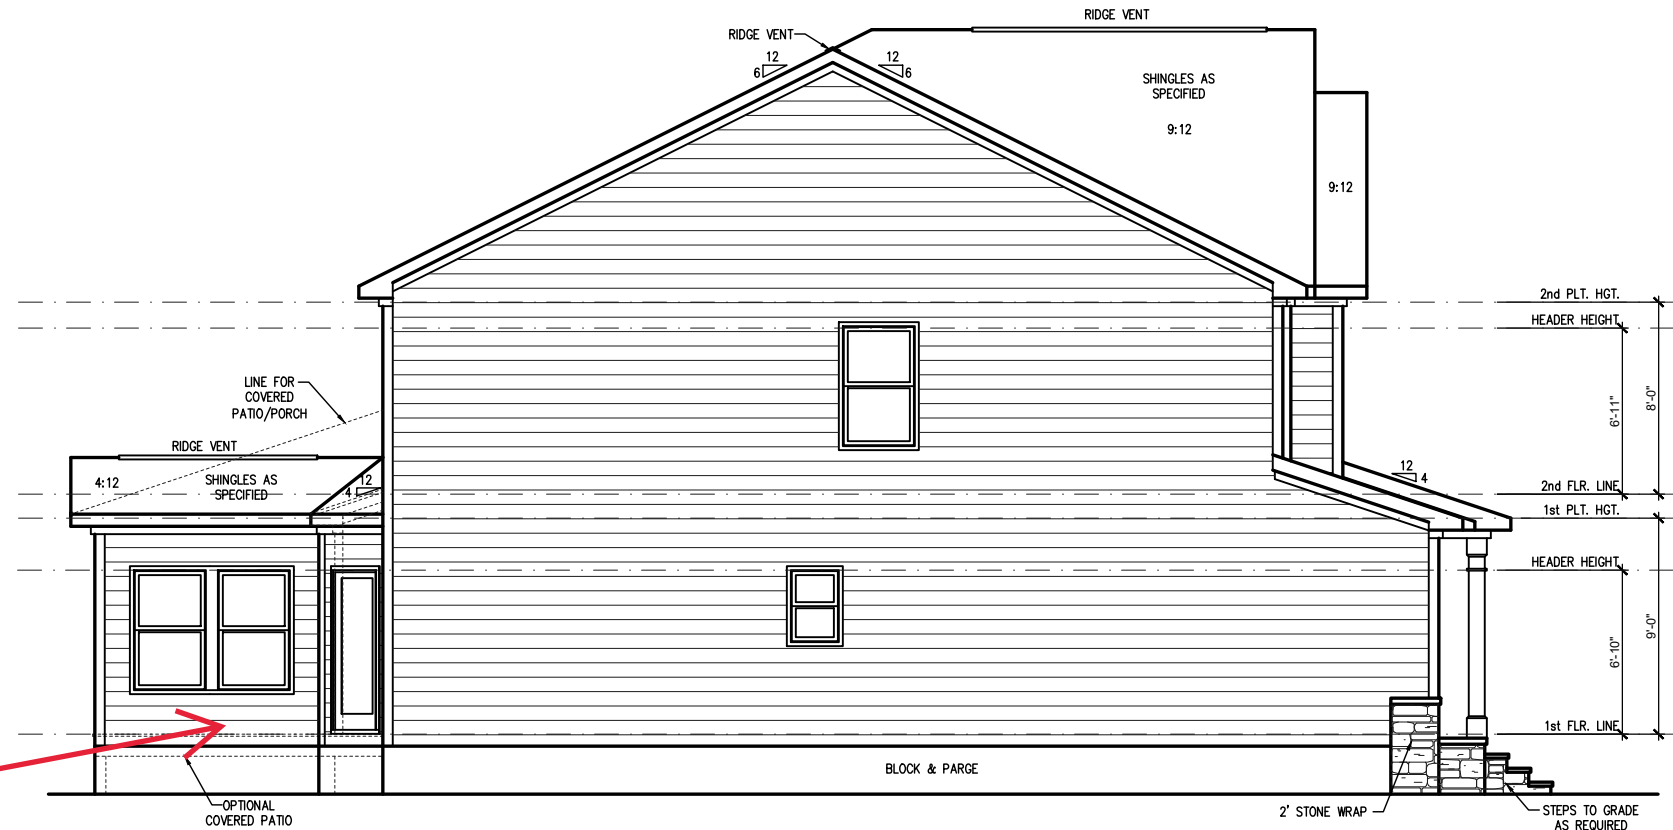 RIDGE VENT
RIDGE VENT
12
6
12
6
SHINGLES AS
SPECIFIED
9:12
9:12
2nd PLT. HGT.
HEADER HEIGHT
LINE FOR
COVERED
PATIO/PORCH
6'-11"
8'-0"
RIDGE VENT
4:12
SHINGLES AS
SPECIFIED
12
4
12
4
2nd FLR. LINE
1st PLT. HGT.
HEADER HEIGHT
6'-10"
9'-0"
1st FLR. LINE
BLOCK & PARGE
OPTIONAL
COVERED PATIO
2' STONE WRAP
STEPS TO GRADE
AS REQUIRED